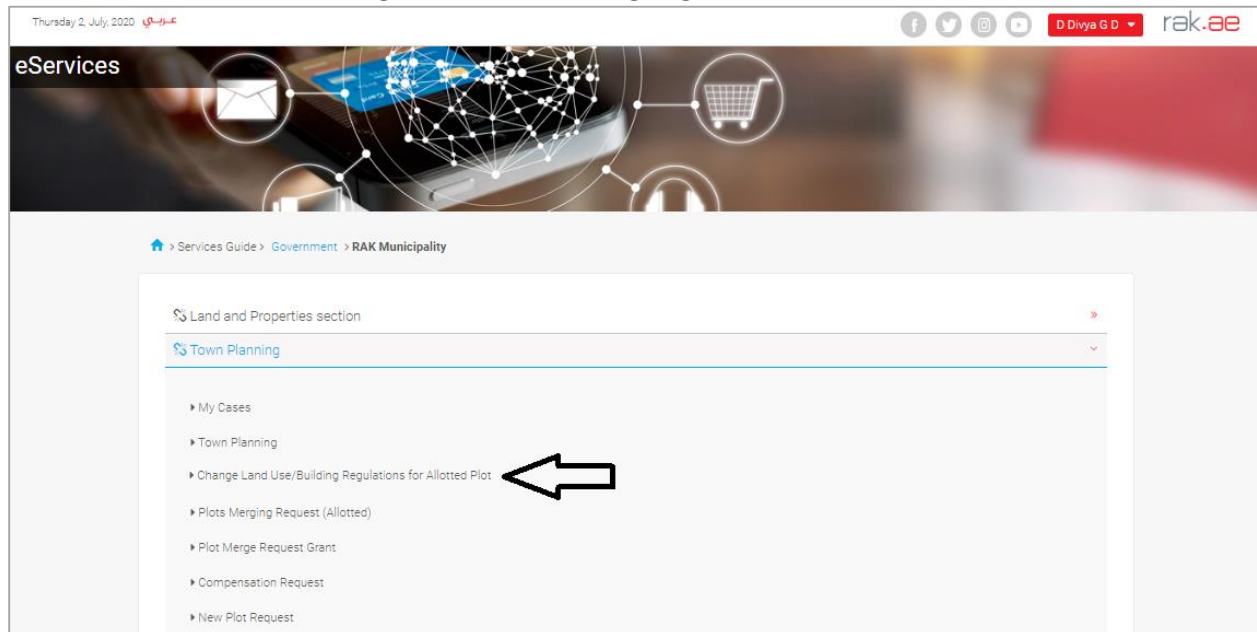 Thursday 2, July, 2020 عـربـي
D Divya G D
rak.ae
eServices
> Services Guide > Government > RAK Municipality
Land and Properties section
Town Planning
My Cases
Town Planning
Change Land Use/Building Regulations for Allotted Plot
Plots Merging Request (Allotted)
Plot Merge Request Grant
Compensation Request
New Plot Request